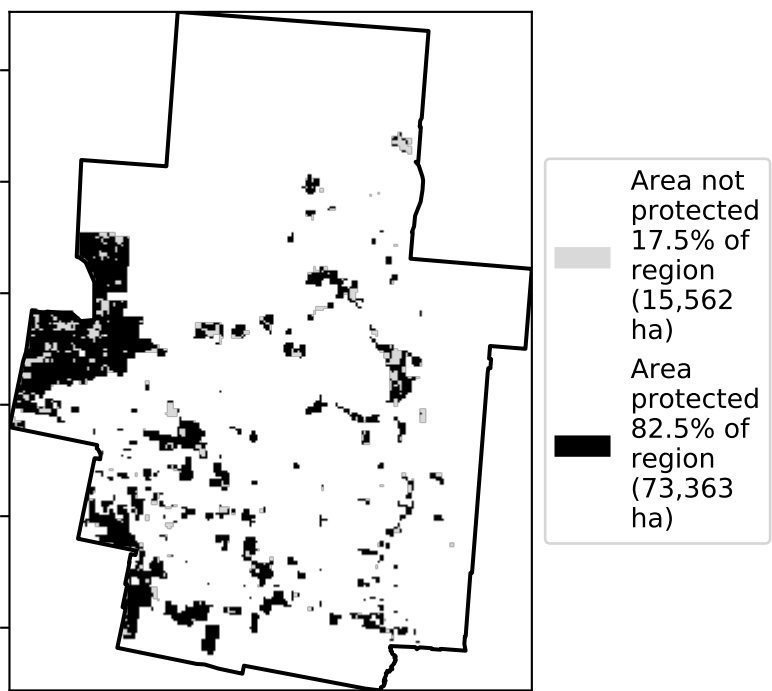 Area not
protected
17.5% of
region
(15,562
ha)
Area
protected
82.5% of
region
(73,363
ha)